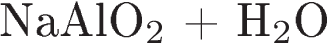 NaAlO₂ + H₂O